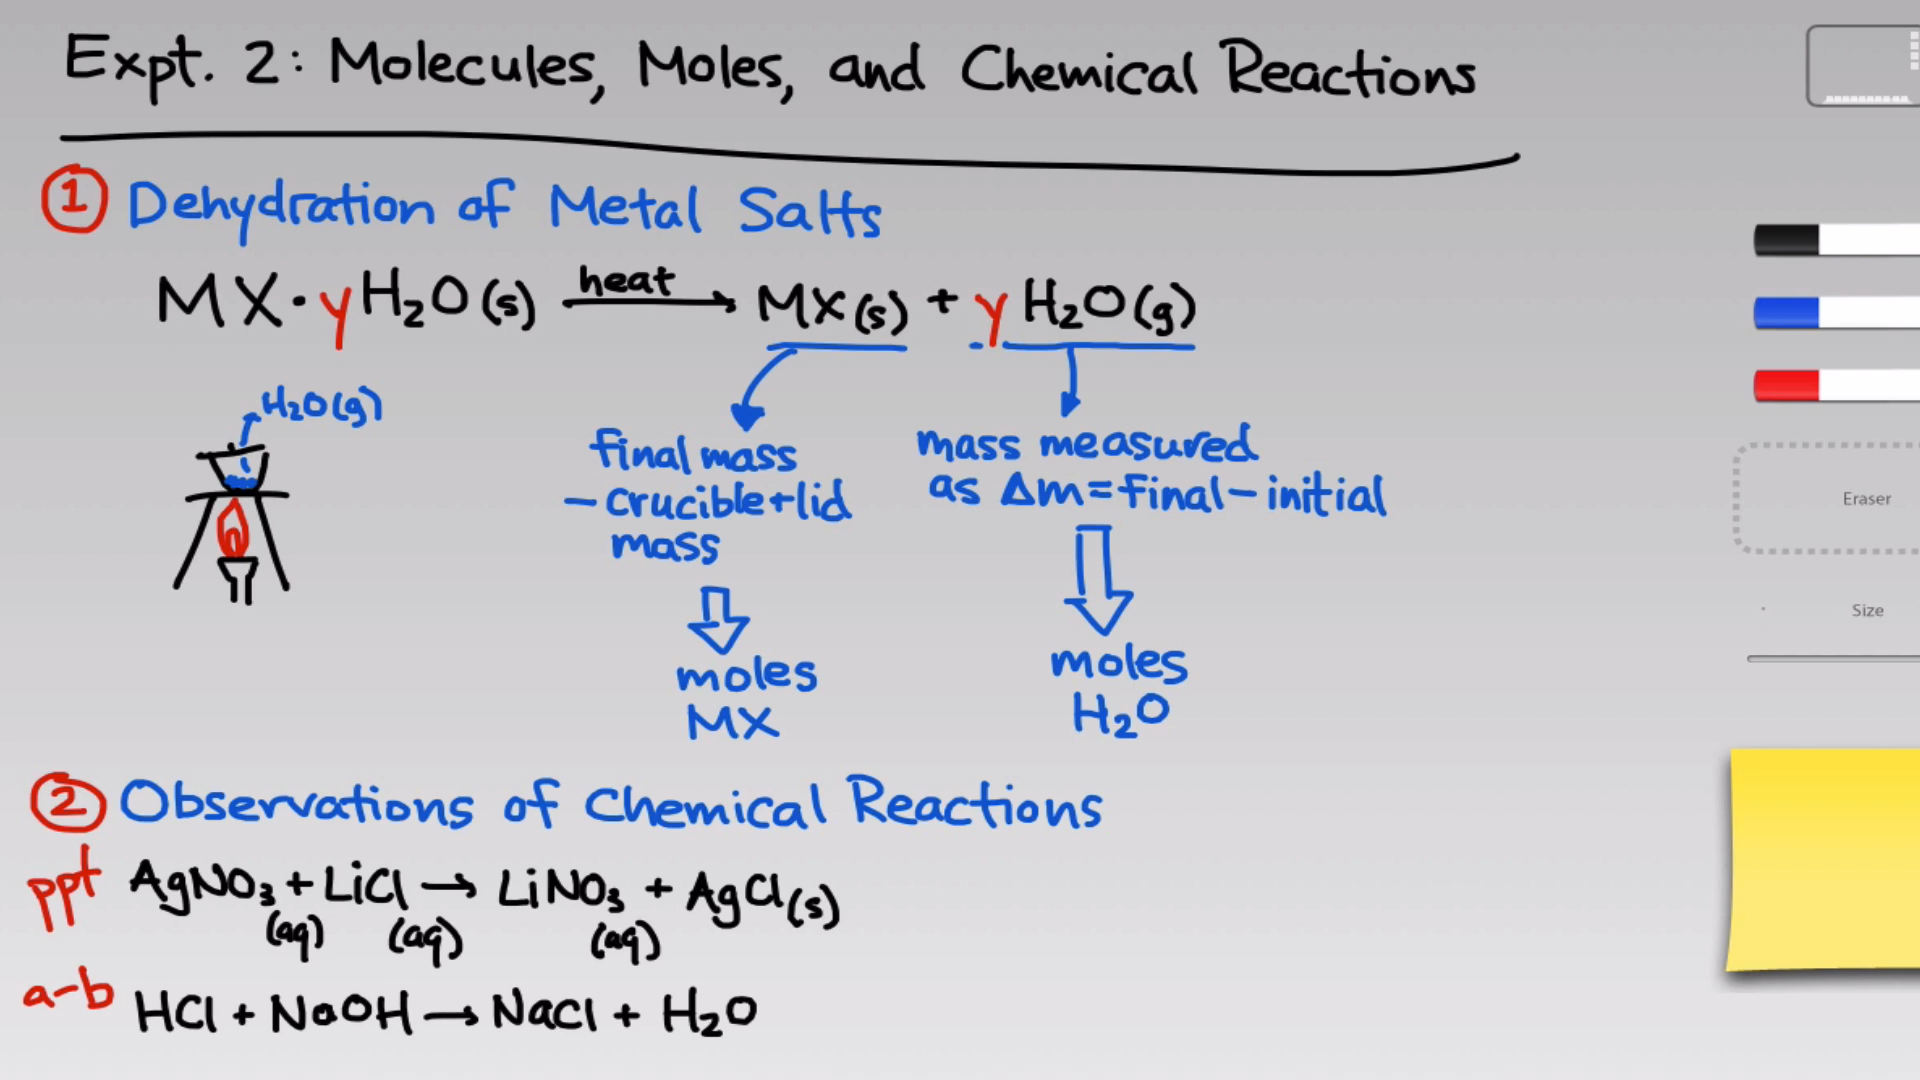 Expt. 2: Molecules, Moles, and Chemical Reactions
① Dehydration of Metal Salts
MX · yH₂O(s) heat→ MX(s) + yH₂O(g)
H₂O(g)
final mass
- crucible+lid
mass
moles
MX
mass measured
as Δm = final - initial
moles
H₂O
② Observations of Chemical Reactions
ppt AgNO₃(aq) + LiCl(aq) → LiNO₃(aq) + AgCl(s)
a-b HCl + NaOH → NaCl + H₂O
Eraser
Size